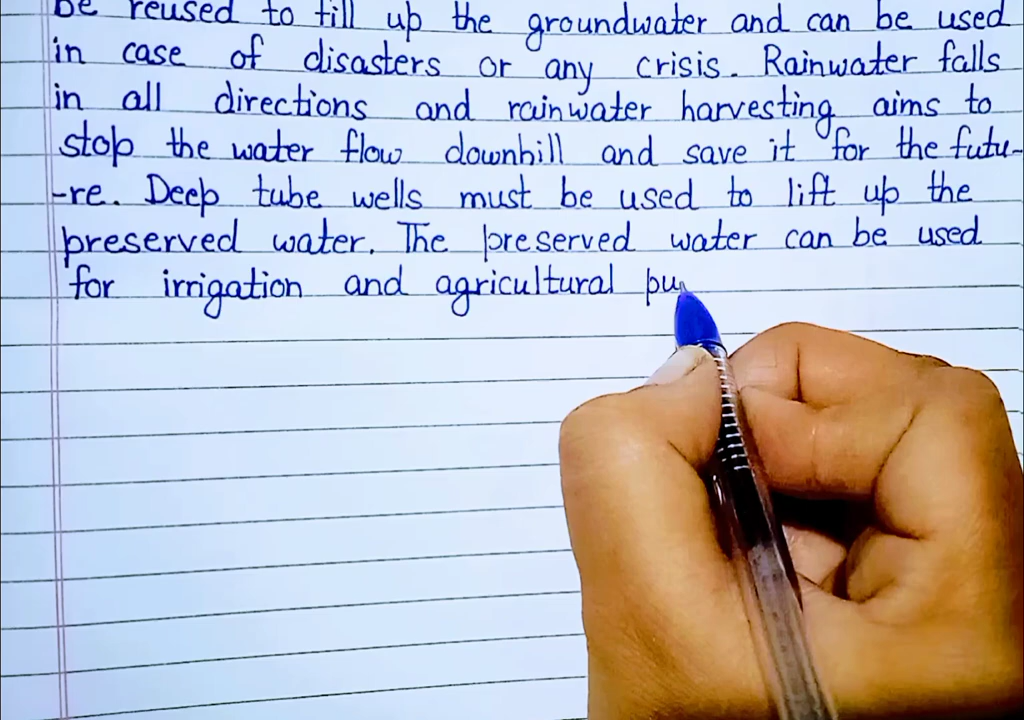 be reused to fill up the groundwater and can be used
in case of disasters or any crisis. Rainwater falls
in all directions and rainwater harvesting aims to
stop the water flow downhill and save it for the futu-
-re. Deep tube wells must be used to lift up the
preserved water. The preserved water can be used
for irrigation and agricultural pu